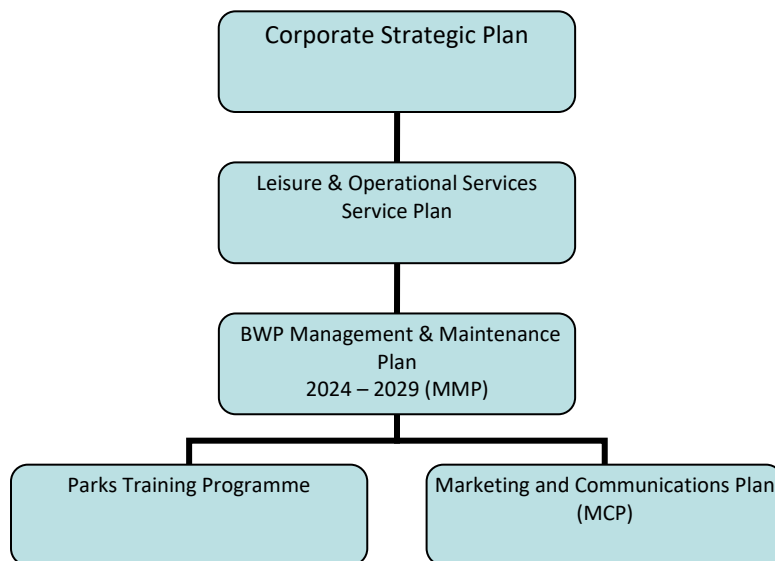 Corporate Strategic Plan
Leisure & Operational Services
Service Plan
BWP Management & Maintenance
Plan
2024 – 2029 (MMP)
Parks Training Programme
Marketing and Communications Plan
(MCP)